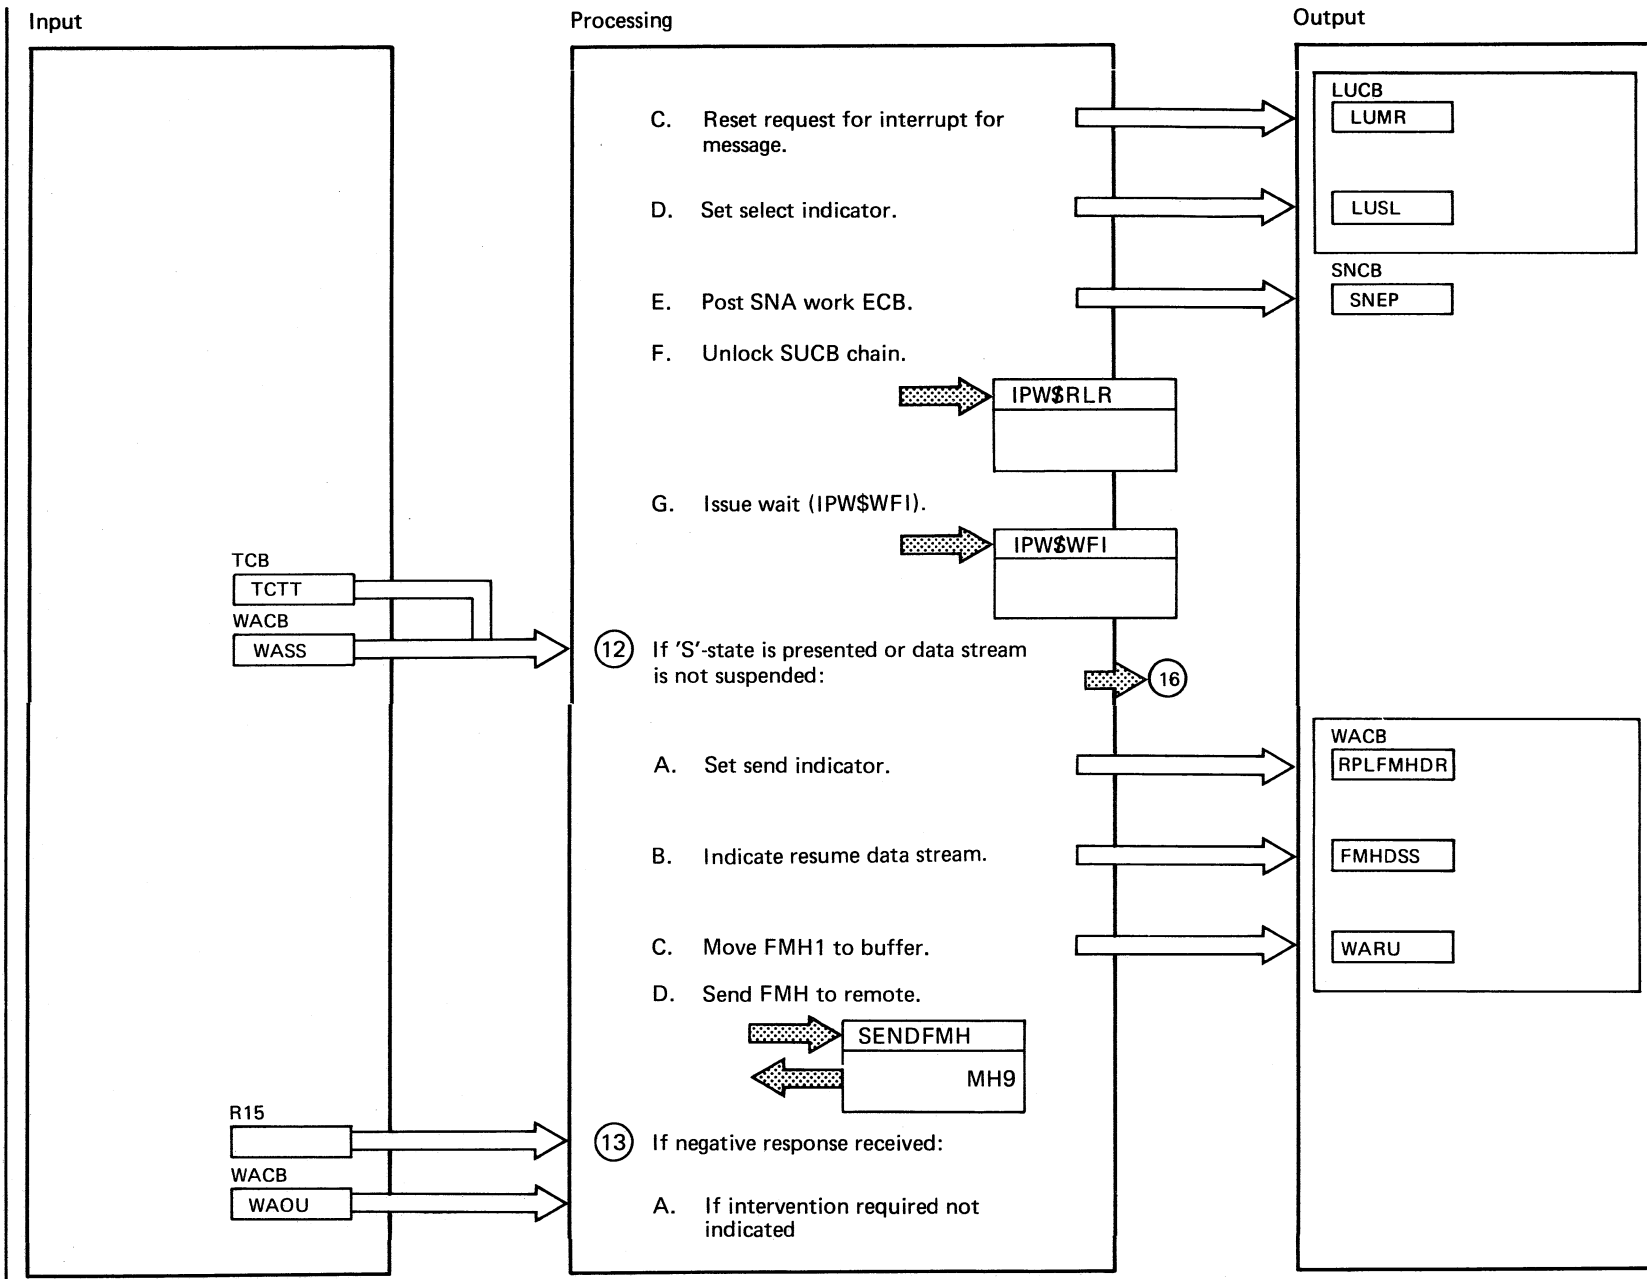 Input
Processing
Output
C. Reset request for interrupt for
message.
LUCB
LUMR
D. Set select indicator.
LUSL
SNCB
E. Post SNA work ECB.
SNEP
F. Unlock SUCB chain.
IPW$RLR
G. Issue wait (IPW$WFI).
IPW$WFI
TCB
TCTT
WACB
WASS
12 If 'S'-state is presented or data stream
is not suspended:
16
WACB
A. Set send indicator.
RPLFMHDR
B. Indicate resume data stream.
FMHDSS
C. Move FMH1 to buffer.
WARU
D. Send FMH to remote.
SENDFMH
MH9
R15
13 If negative response received:
WACB
WAOU
A. If intervention required not
indicated